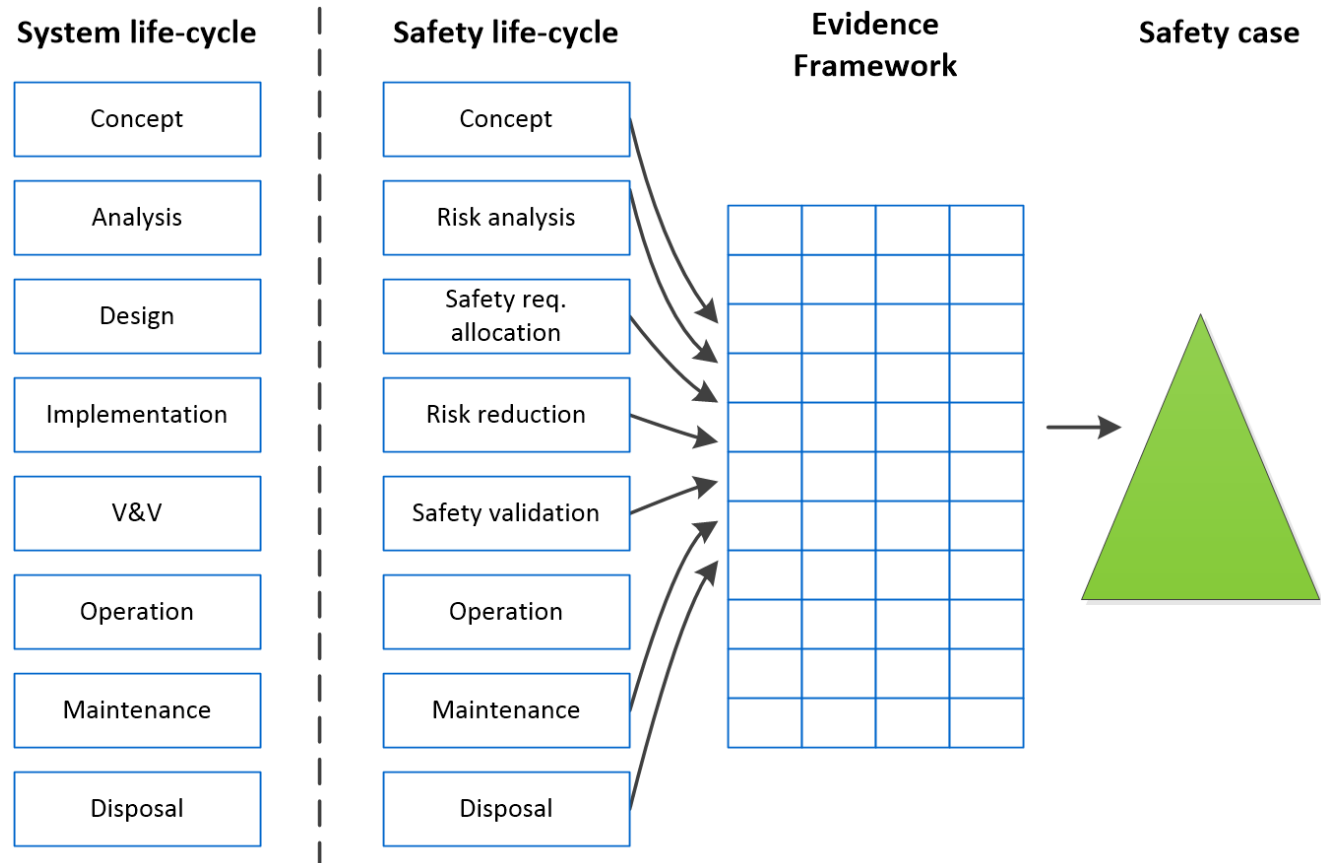 System life-cycle
Concept
Analysis
Design
Implementation
V&V
Operation
Maintenance
Disposal
Safety life-cycle
Concept
Risk analysis
Safety req.
allocation
Risk reduction
Safety validation
Operation
Maintenance
Disposal
Evidence
Framework
Safety case